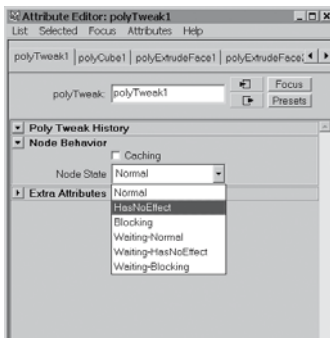 Attribute Editor: polyTweak1
List Selected Focus Attributes Help
polyTweak1 polyCube1 polyExtrudeFace1 polyExtrudeFace
polyTweak: polyTweak1 Focus
Presets
Poly Tweak History
Node Behavior
Caching
Node State Normal
Extra Attributes
Normal
HasNoEffect
Blocking
Waiting-Normal
Waiting-HasNoEffect
Waiting-Blocking